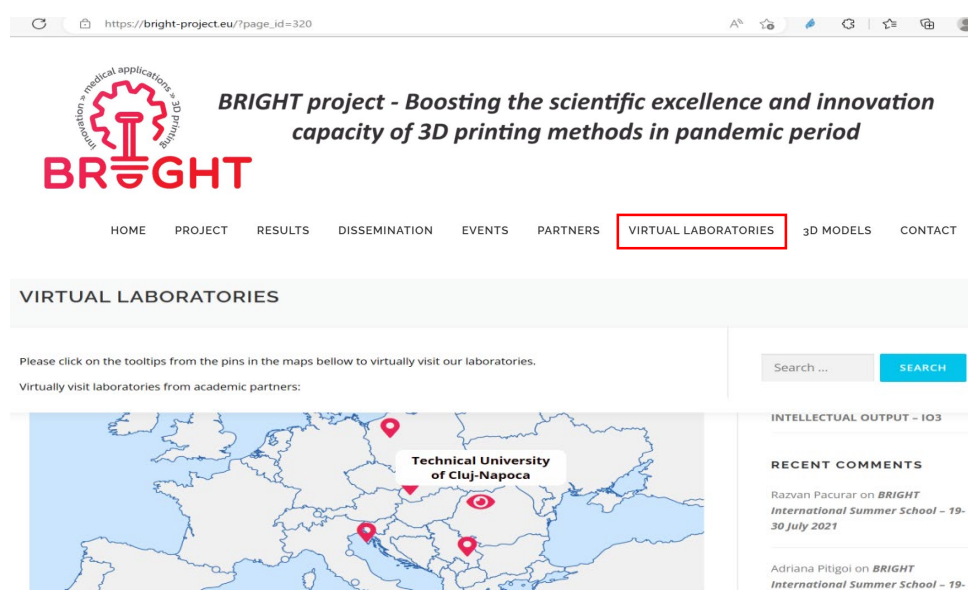 https://bright-project.eu/?page_id=320
innovation » medical applications » 3D printing
BRIGHT
BRIGHT project - Boosting the scientific excellence and innovation
capacity of 3D printing methods in pandemic period
HOME PROJECT RESULTS DISSEMINATION EVENTS PARTNERS VIRTUAL LABORATORIES 3D MODELS CONTACT
VIRTUAL LABORATORIES
Please click on the tooltips from the pins in the maps bellow to virtually visit our laboratories.
Virtually visit laboratories from academic partners:
Technical University
of Cluj-Napoca
Search ... SEARCH
INTELLECTUAL OUTPUT – IO3
RECENT COMMENTS
Razvan Pacurar on BRIGHT
International Summer School – 19-
30 July 2021
Adriana Pitigoi on BRIGHT
International Summer School – 19-